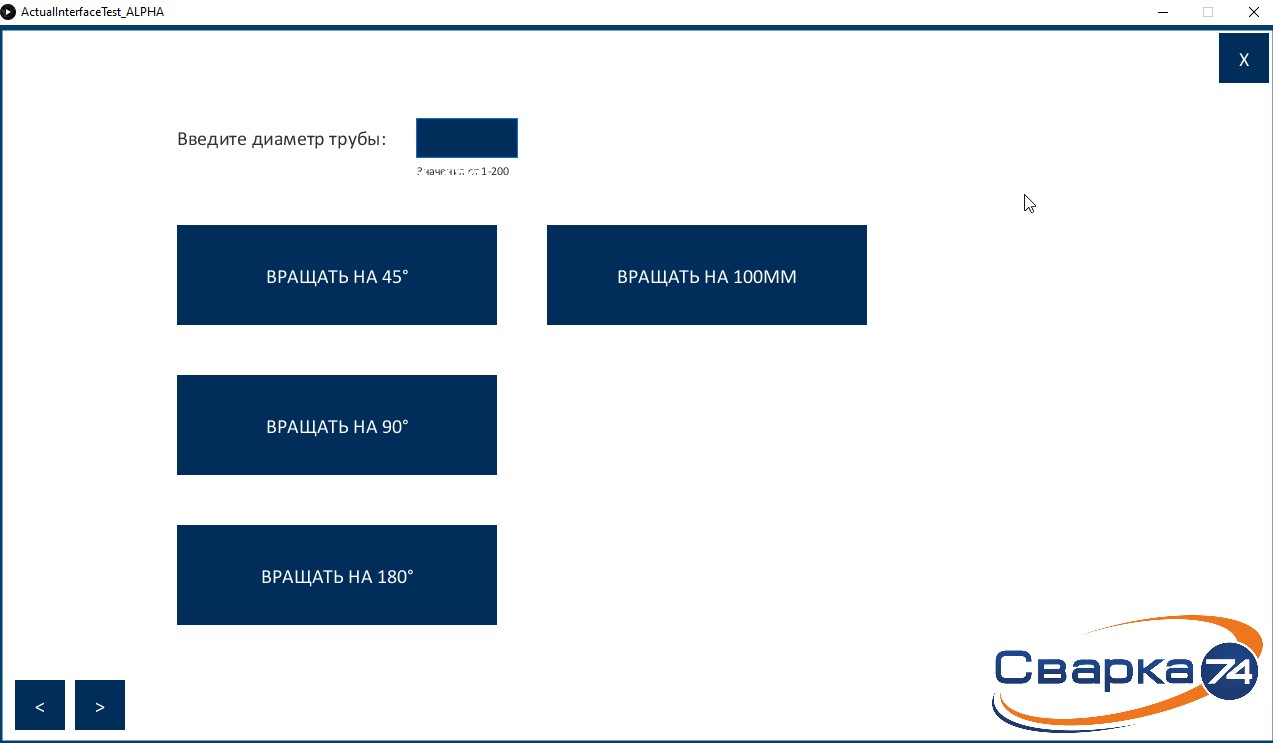 ActualInterfaceTest_ALPHA
X
Введите диаметр трубы:
Значения от 1-200
ВРАЩАТЬ НА 45°
ВРАЩАТЬ НА 100ММ
ВРАЩАТЬ НА 90°
ВРАЩАТЬ НА 180°
Сварка 74
< >